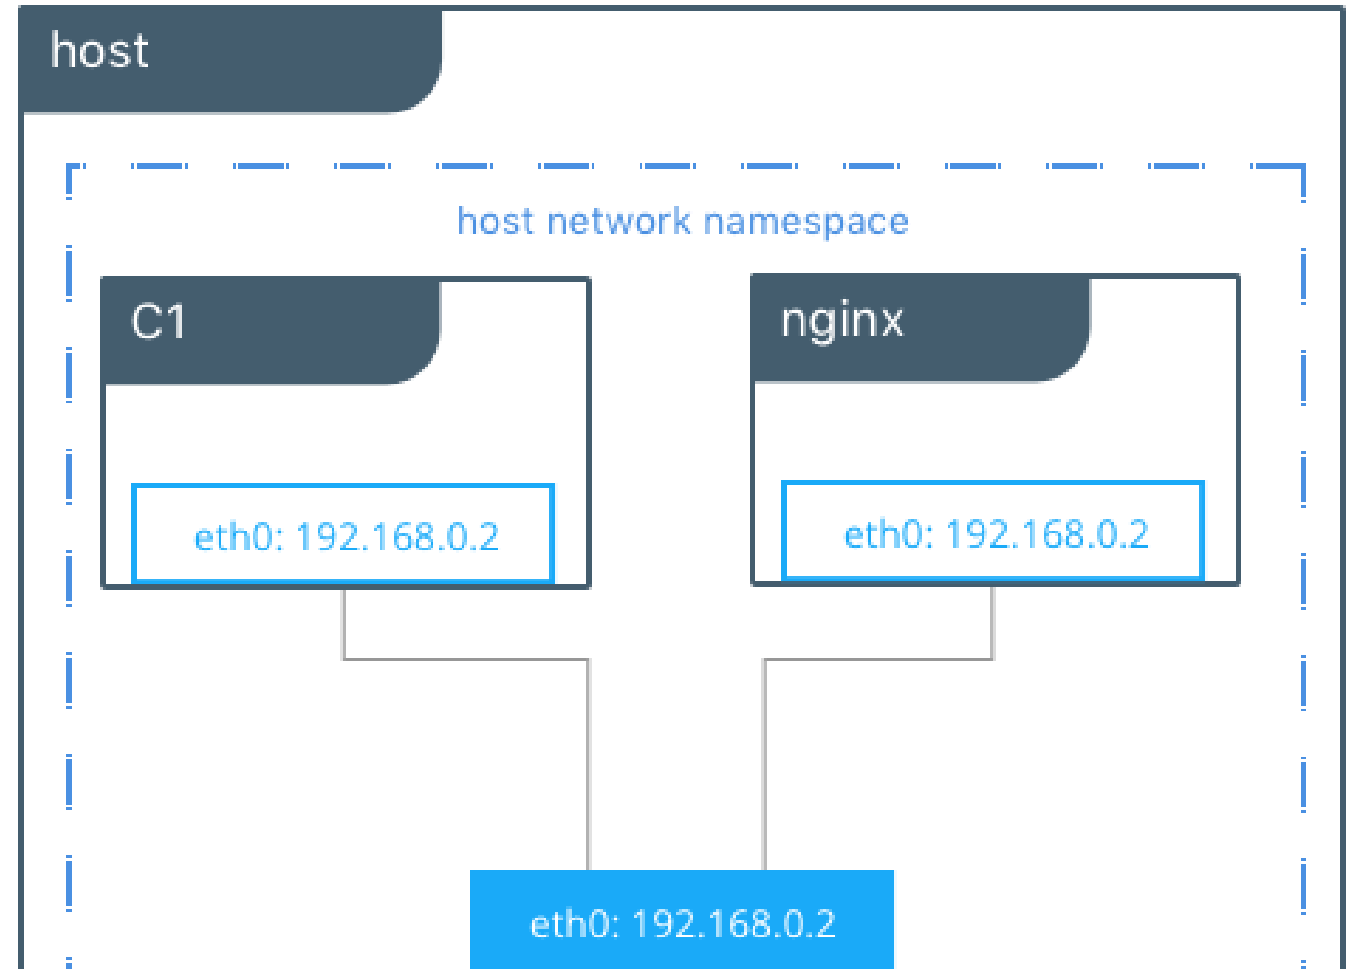 host
host network namespace
C1
nginx
eth0: 192.168.0.2
eth0: 192.168.0.2
eth0: 192.168.0.2